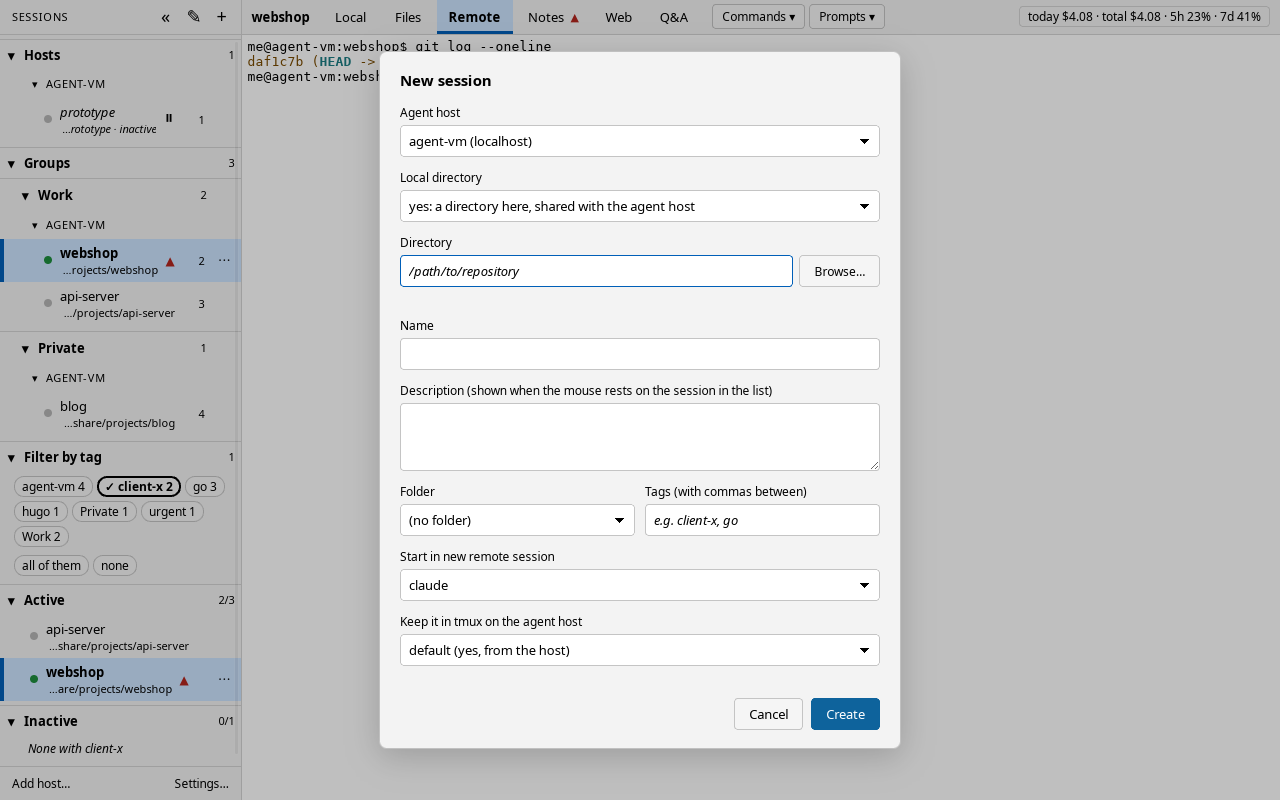 SESSIONS « ✎ +
webshop Local Files Remote Notes ▲ Web Q&A Commands ▾ Prompts ▾ today $4.08 · total $4.08 · 5h 23% · 7d 41%
▼ Hosts 1
▾ AGENT-VM
prototype ⏸ 1
...rototype · inactive
▼ Groups 3
▼ Work 2
▾ AGENT-VM
webshop ▲ 2 ···
...rojects/webshop
api-server 3
.../projects/api-server
▼ Private 1
▾ AGENT-VM
blog 4
...share/projects/blog
▼ Filter by tag 1
agent-vm 4 ✓ client-x 2 go 3
hugo 1 Private 1 urgent 1
Work 2
all of them none
▼ Active 2/3
api-server
...share/projects/api-server
webshop ▲ ···
...are/projects/webshop
▼ Inactive 0/1
None with client-x
Add host... Settings...
me@agent-vm:webshop$ git log --oneline
daf1c7b (HEAD ->
me@agent-vm:websh
New session
Agent host
agent-vm (localhost)
Local directory
yes: a directory here, shared with the agent host
Directory
/path/to/repository Browse...
Name
Description (shown when the mouse rests on the session in the list)
Folder Tags (with commas between)
(no folder) e.g. client-x, go
Start in new remote session
claude
Keep it in tmux on the agent host
default (yes, from the host)
Cancel Create